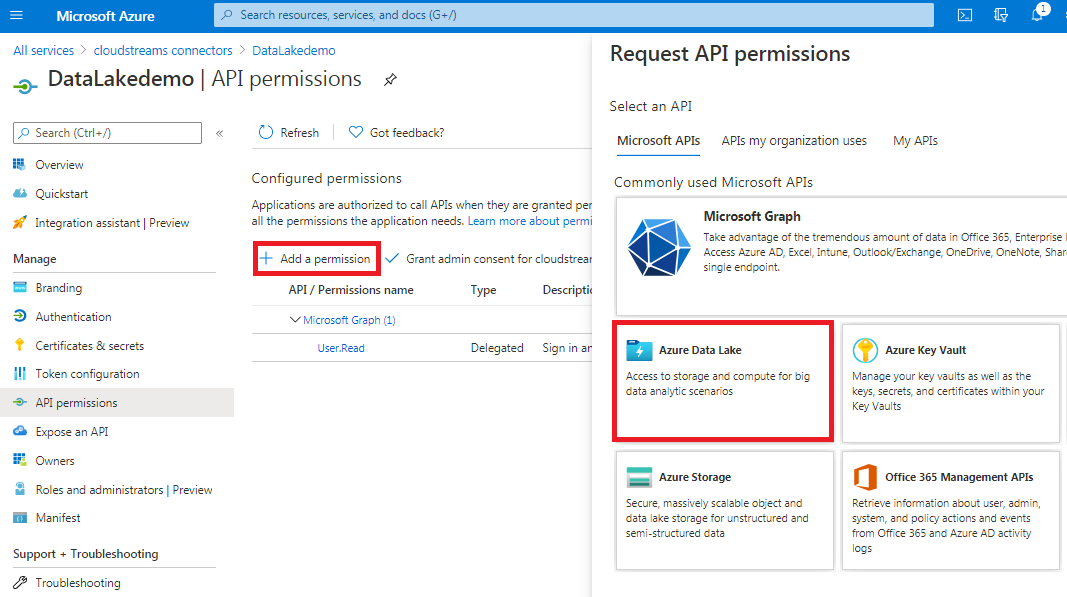 Microsoft Azure
Search resources, services, and docs (G+/)
1
All services > cloudstreams connectors > DataLakedemo
DataLakedemo | API permissions
Search (Ctrl+/)
«
Overview
Quickstart
Integration assistant | Preview
Manage
Branding
Authentication
Certificates & secrets
Token configuration
API permissions
Expose an API
Owners
Roles and administrators | Preview
Manifest
Support + Troubleshooting
Troubleshooting
Refresh
Got feedback?
Configured permissions
Applications are authorized to call APIs when they are granted per
all the permissions the application needs. Learn more about permi
+ Add a permission
Grant admin consent for cloudstrear
API / Permissions name
Type
Descriptic
Microsoft Graph (1)
User.Read
Delegated
Sign in an
Request API permissions
Select an API
Microsoft APIs
APIs my organization uses
My APIs
Commonly used Microsoft APIs
Microsoft Graph
Take advantage of the tremendous amount of data in Office 365, Enterprise
Access Azure AD, Excel, Intune, Outlook/Exchange, OneDrive, OneNote, Shar
single endpoint.
Azure Data Lake
Access to storage and compute for big
data analytic scenarios
Azure Key Vault
Manage your key vaults as well as the
keys, secrets, and certificates within your
Key Vaults
Azure Storage
Secure, massively scalable object and
data lake storage for unstructured and
semi-structured data
Office 365 Management APIs
Retrieve information about user, admin,
system, and policy actions and events
from Office 365 and Azure AD activity
logs